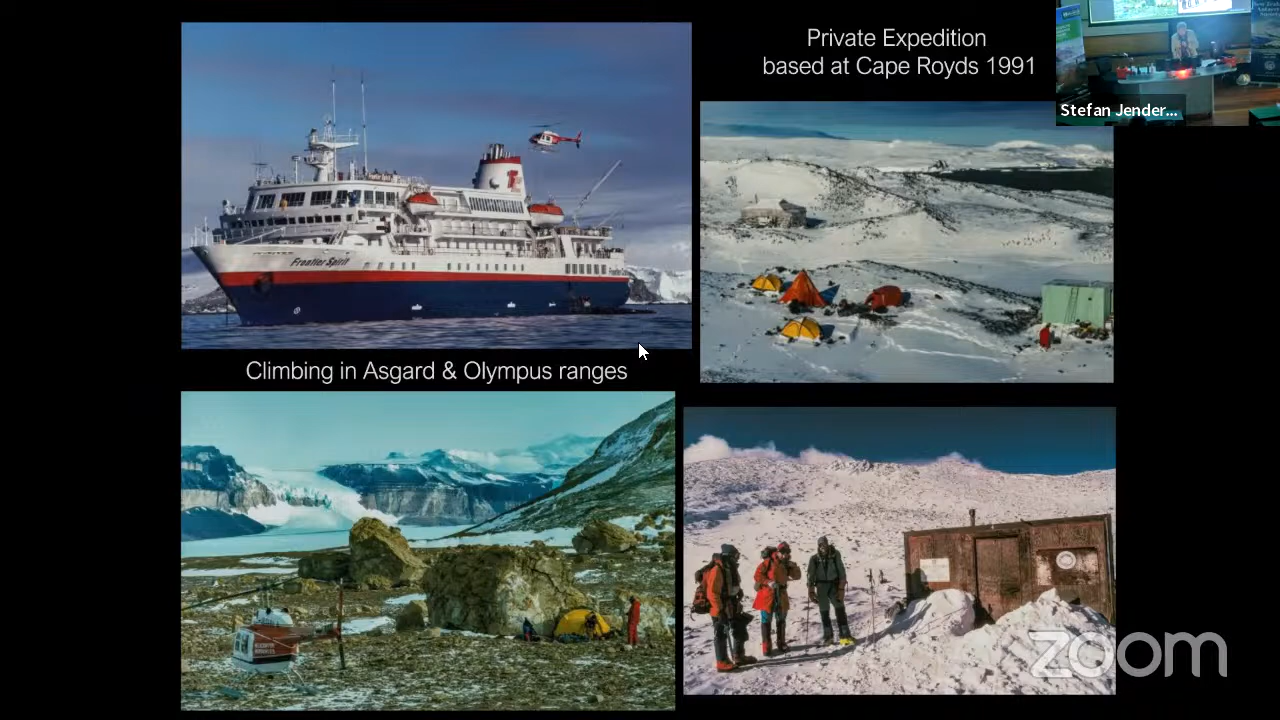 Private Expedition
based at Cape Royds 1991
Stefan Jender...
Frontier Spirit
Climbing in Asgard & Olympus ranges
zoom